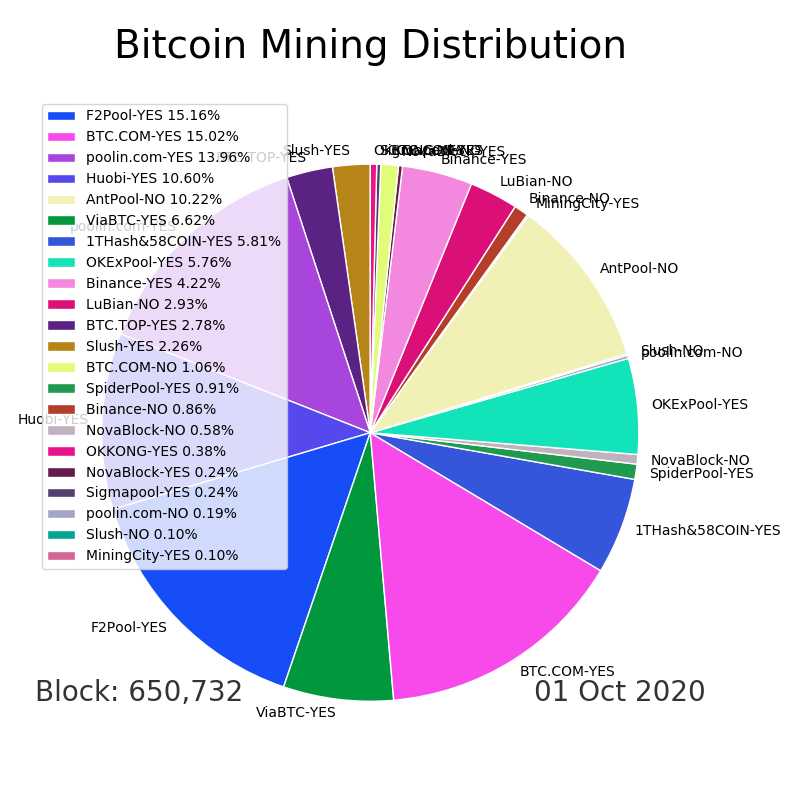 Bitcoin Mining Distribution
F2Pool-YES 15.16%
BTC.COM-YES 15.02%
poolin.com-YES 13.96%
Huobi-YES 10.60%
AntPool-NO 10.22%
ViaBTC-YES 6.62%
1THash&58COIN-YES 5.81%
OKExPool-YES 5.76%
Binance-YES 4.22%
LuBian-NO 2.93%
BTC.TOP-YES 2.78%
Slush-YES 2.26%
BTC.COM-NO 1.06%
SpiderPool-YES 0.91%
Binance-NO 0.86%
NovaBlock-NO 0.58%
OKKONG-YES 0.38%
NovaBlock-YES 0.24%
Sigmapool-YES 0.24%
poolin.com-NO 0.19%
Slush-NO 0.10%
MiningCity-YES 0.10%
Slush-YES
Binance-YES
LuBian-NO
Binance-NO
MiningCity-YES
AntPool-NO
Slush-NO
poolin.com-NO
OKExPool-YES
NovaBlock-NO
SpiderPool-YES
1THash&58COIN-YES
BTC.COM-YES
ViaBTC-YES
F2Pool-YES
Huobi-YES
poolin.com-YES
BTC.TOP-YES
Block: 650,732
01 Oct 2020